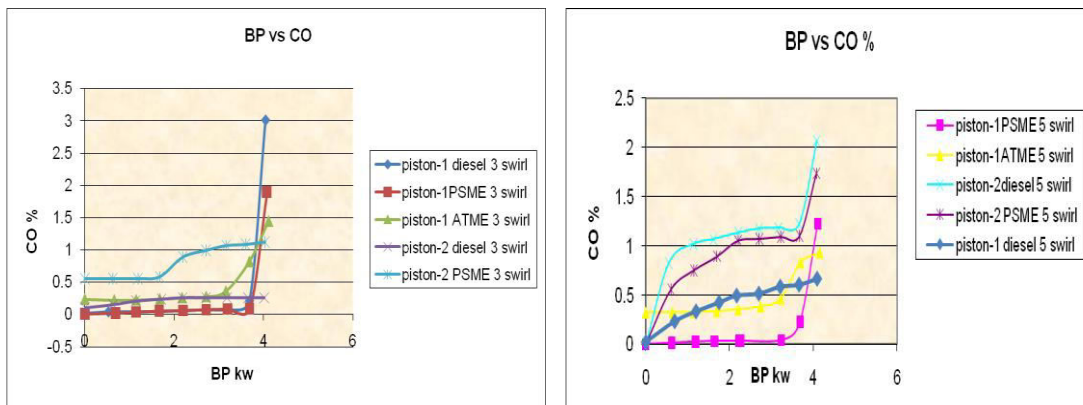 BP vs CO
3.5
3
2.5
2
1.5
1
0.5
0
-0.5
CO %
0 2 4 6
BP kw
piston-1 diesel 3 swirl
piston-1PSME 3 swirl
piston-1 ATME 3 swirl
piston-2 diesel 3 swirl
piston-2 PSME 3 swirl
BP vs CO %
2.5
2
1.5
1
0.5
0
CO %
0 2 4 6
BP kw
piston-1PSME 5 swirl
piston-1ATME 5 swirl
piston-2diesel 5 swirl
piston-2 PSME 5 swirl
piston-1 diesel 5 swirl